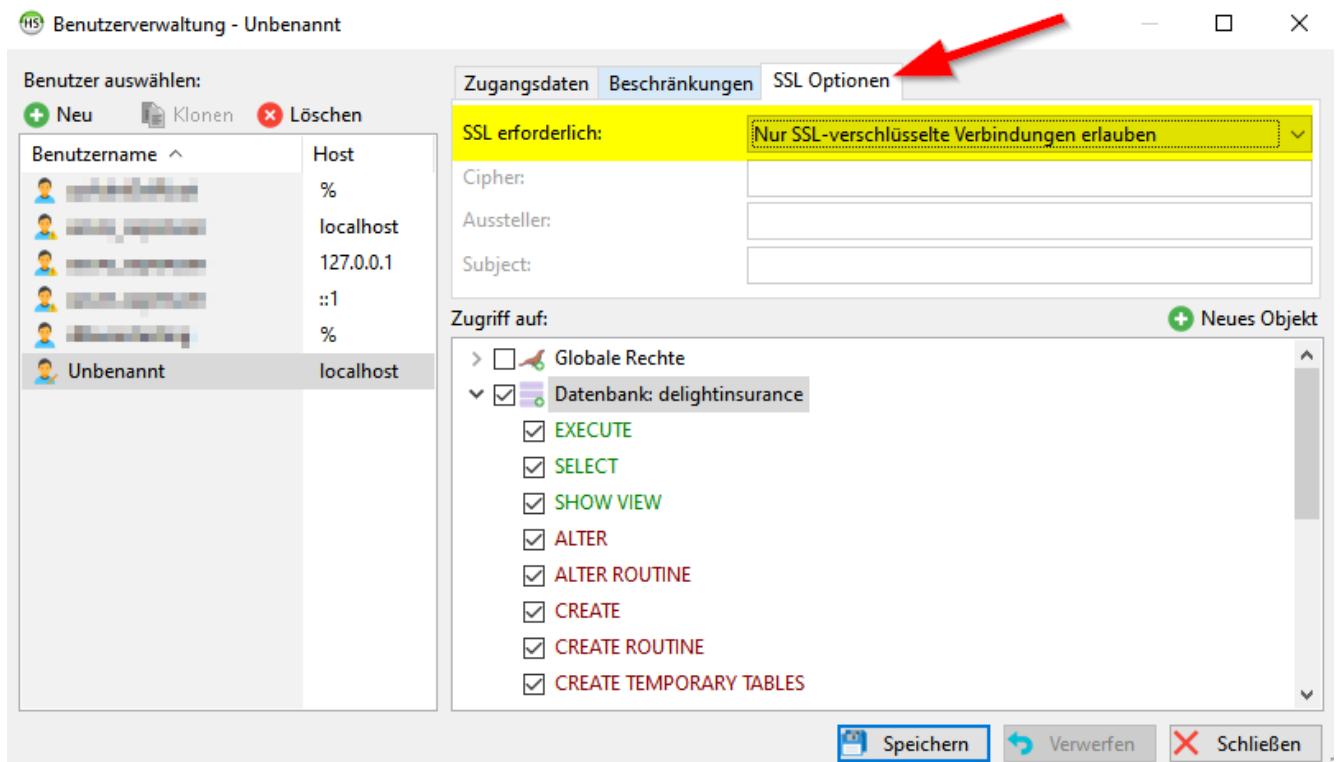 HS Benutzerverwaltung - Unbenannt
Benutzer auswählen:
Neu Klonen Löschen
Benutzername Host
%
localhost
127.0.0.1
::1
%
Unbenannt localhost
Zugangsdaten Beschränkungen SSL Optionen
SSL erforderlich: Nur SSL-verschlüsselte Verbindungen erlauben
Cipher:
Aussteller:
Subject:
Zugriff auf: Neues Objekt
Globale Rechte
Datenbank: delightinsurance
EXECUTE
SELECT
SHOW VIEW
ALTER
ALTER ROUTINE
CREATE
CREATE ROUTINE
CREATE TEMPORARY TABLES
Speichern Verwerfen Schließen